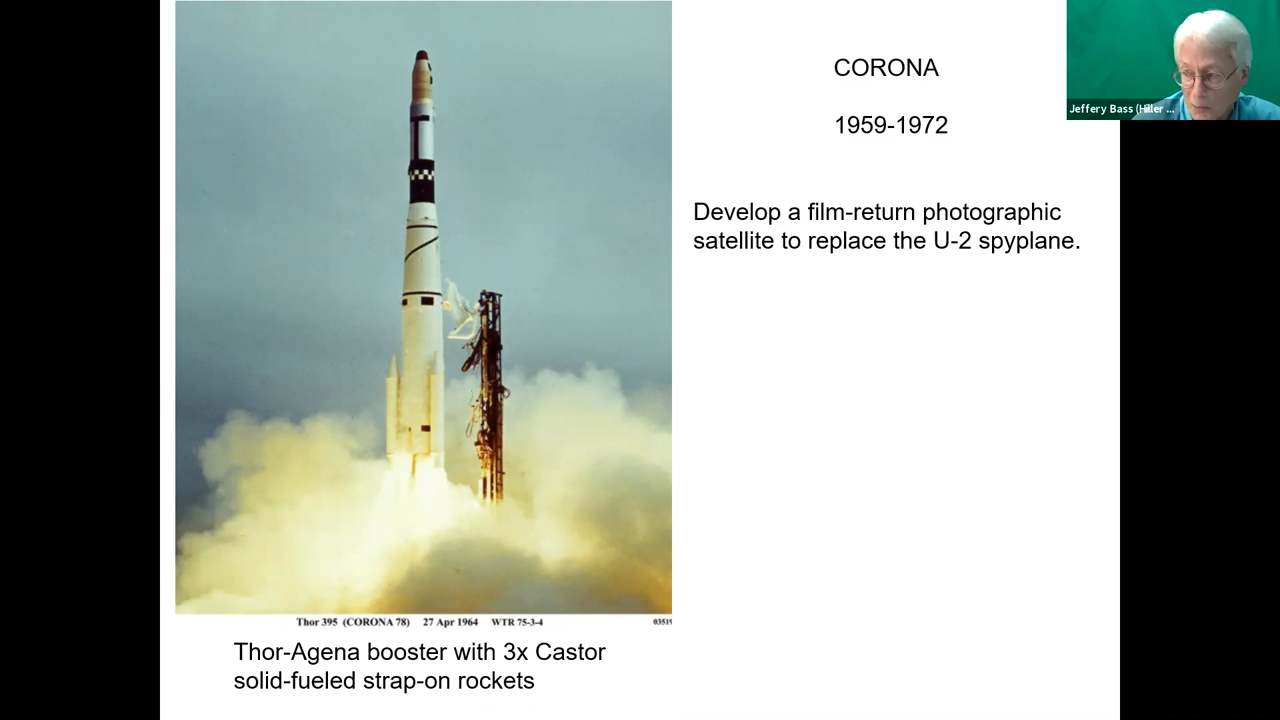 CORONA
1959-1972
Jeffery Bass (Hiller ...
Develop a film-return photographic
satellite to replace the U-2 spyplane.
Thor 395 (CORONA 78) 27 Apr 1964 WTR 75-3-4
03519
Thor-Agena booster with 3x Castor
solid-fueled strap-on rockets